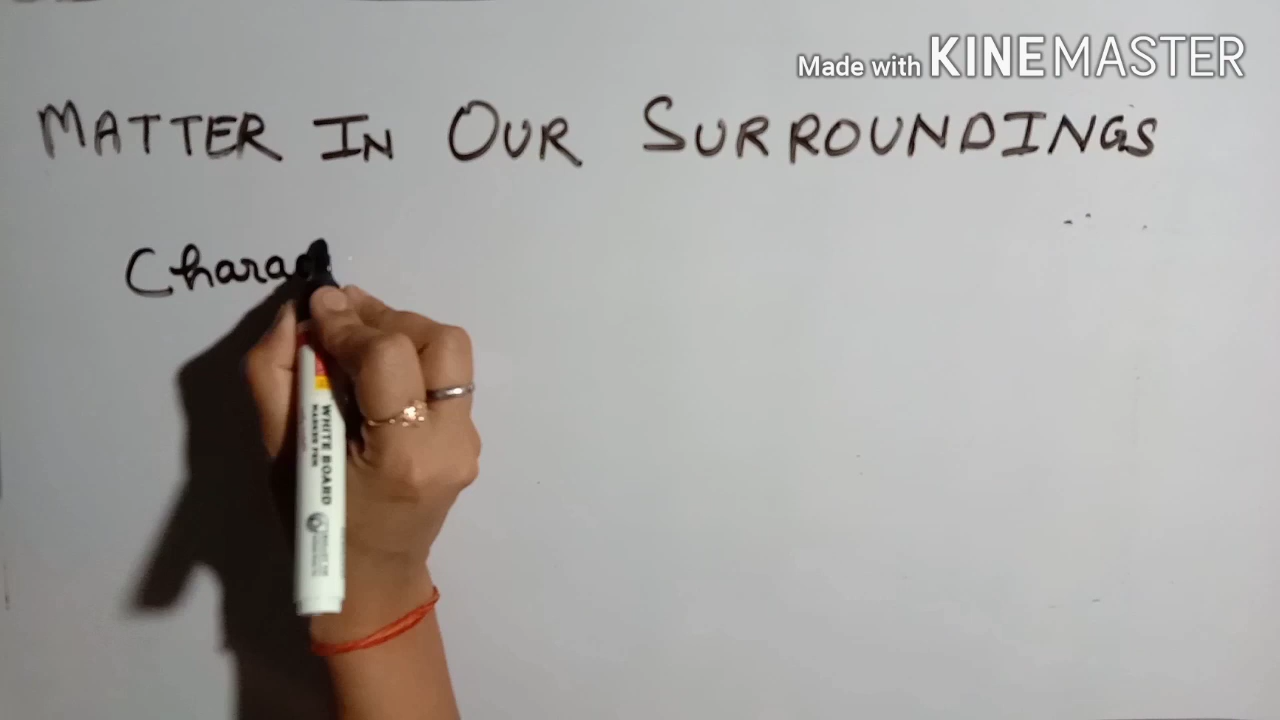 Made with KINEMASTER
MATTER IN OUR SURROUNDINGS
Charac
WHITE BOARD
MARKER PEN